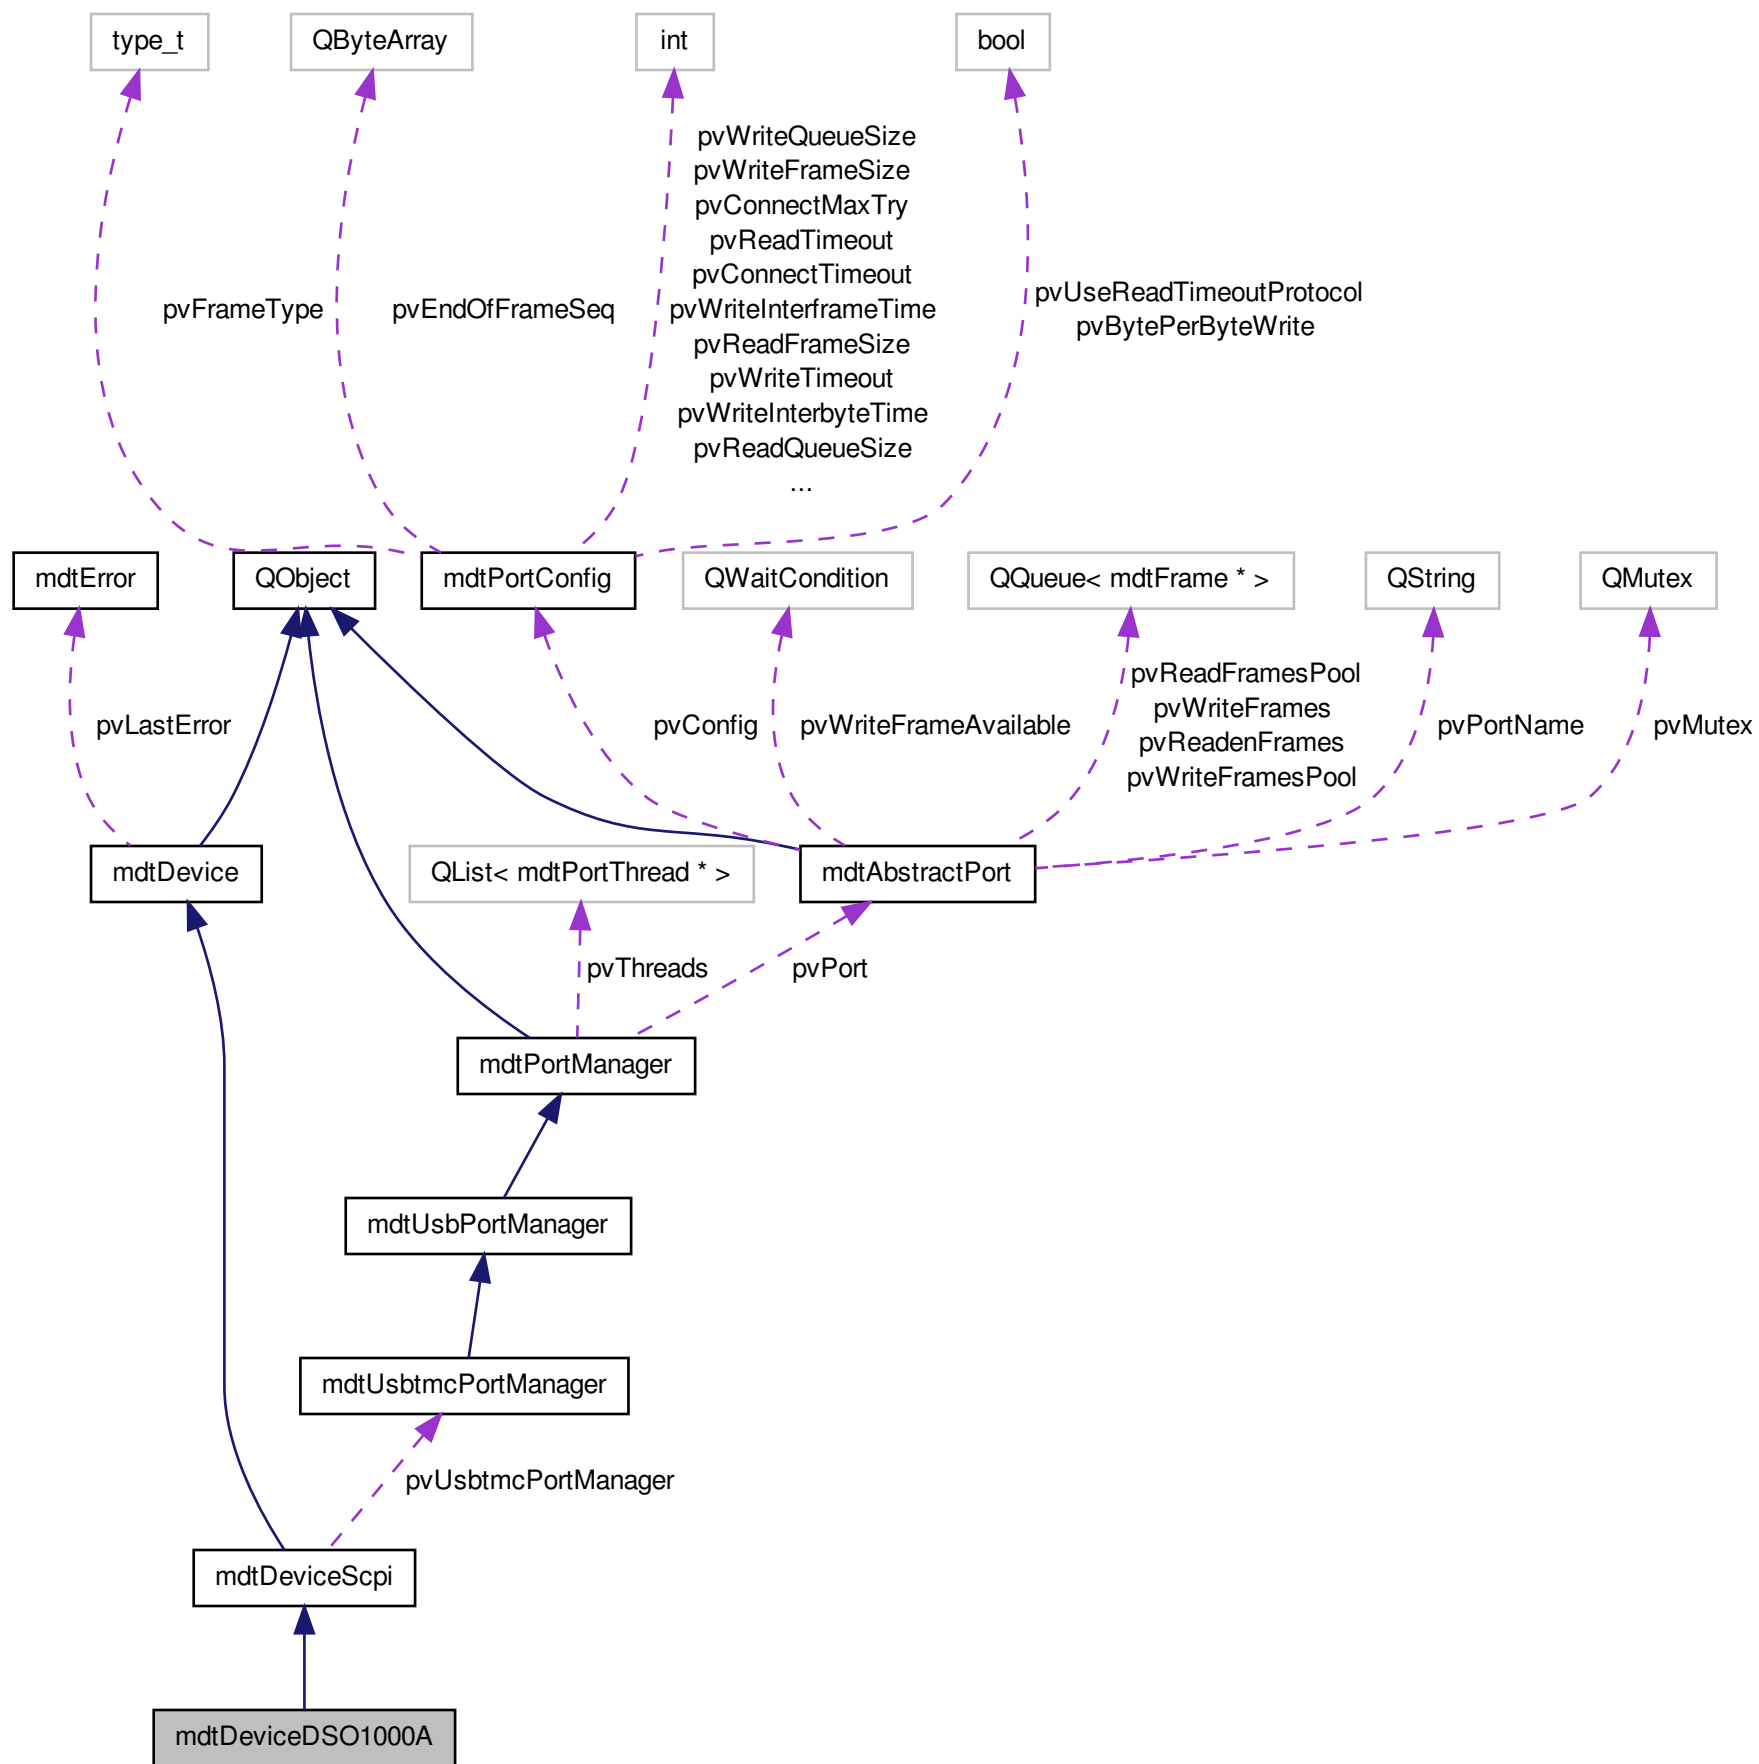 type_t
QByteArray
int
bool
pvWriteQueueSize
pvWriteFrameSize
pvConnectMaxTry
pvReadTimeout
pvConnectTimeout
pvWriteInterframeTime
pvReadFrameSize
pvWriteTimeout
pvWriteInterbyteTime
pvReadQueueSize
...
pvFrameType
pvEndOfFrameSeq
pvUseReadTimeoutProtocol
pvBytePerByteWrite
mdtError
QObject
mdtPortConfig
QWaitCondition
QQueue< mdtFrame * >
QString
QMutex
pvLastError
pvConfig
pvWriteFrameAvailable
pvReadFramesPool
pvWriteFrames
pvReadenFrames
pvWriteFramesPool
pvPortName
pvMutex
mdtDevice
QList< mdtPortThread * >
mdtAbstractPort
pvThreads
pvPort
mdtPortManager
mdtUsbPortManager
mdtUsbtmcPortManager
pvUsbtmcPortManager
mdtDeviceScpi
mdtDeviceDSO1000A